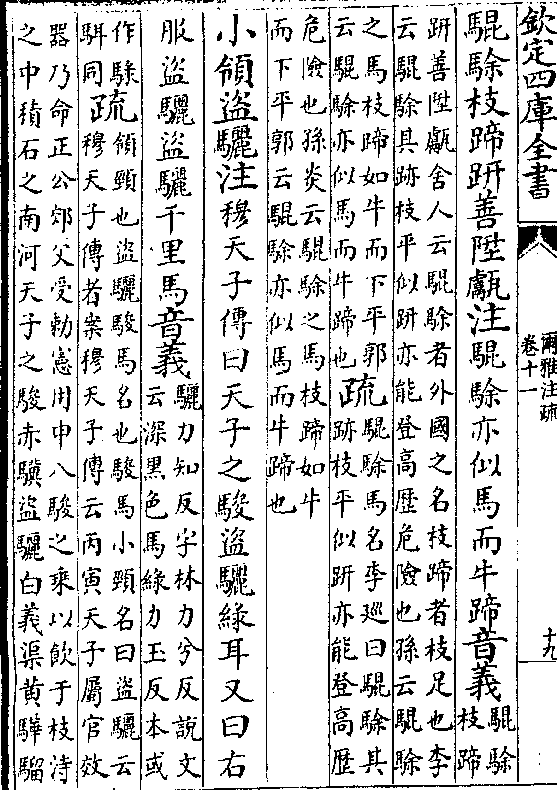 欽定四庫全書
爾雅注疏
卷十一
十九
騉駼枝蹄趼善陞甗注騉駼亦似馬而牛蹄音義騉駼
枝蹄
趼善陞甗舍人云騉駼者外國之名枝蹄者枝足也李
云騉駼其跡枝平似趼亦能登高歷危險也孫云騉駼
之馬枝蹄如牛而下平郭
云騉駼亦似馬而牛蹄也
疏騉駼馬名李巡曰騉駼其
跡枝平似趼亦能登高歷
危險也孫炎云騉駼之馬枝蹄如牛
而下平郭云騉駼亦似馬而牛蹄也
小領盜驪注穆天子傳曰天子之駿盜驪綠耳又曰右
服盜驪盜驪千里馬音義驪力知反字林力兮反說文
云深黑色馬綠力玉反本或
作騄
駬同
疏領頸也盜驪駿馬名也駿馬小頸名曰盜驪云
穆天子傳者案穆天子傳云丙寅天子屬官效
器乃命正公郊父受勅憲用申八駿之乘以飲于枝洔
之中積石之南河天子之駿赤驥盜驪白義渠黃驊騮